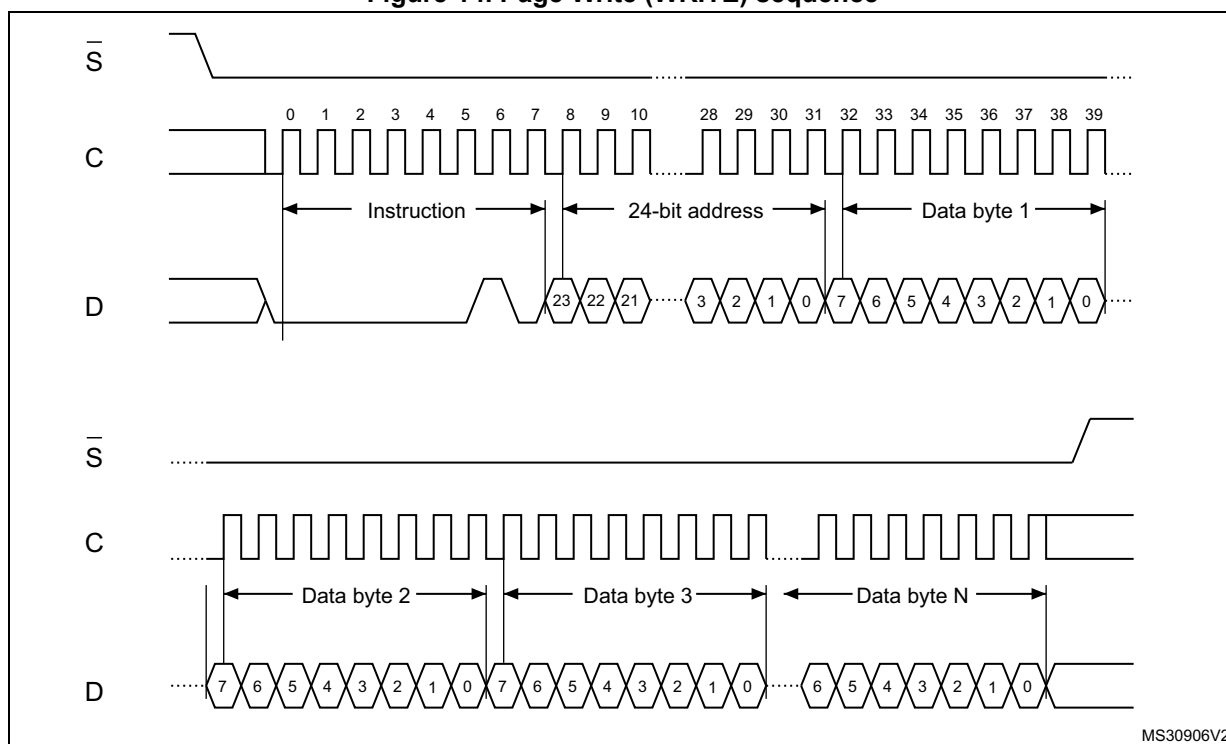 Figure 14. Page Write (WRITE) sequence
S
0 1 2 3 4 5 6 7 8 9 10 28 29 30 31 32 33 34 35 36 37 38 39
C
Instruction 24-bit address Data byte 1
D 23 22 21 3 2 1 0 7 6 5 4 3 2 1 0
S
C
Data byte 2 Data byte 3 Data byte N
D 7 6 5 4 3 2 1 0 7 6 5 4 3 2 1 0 6 5 4 3 2 1 0
MS30906V2